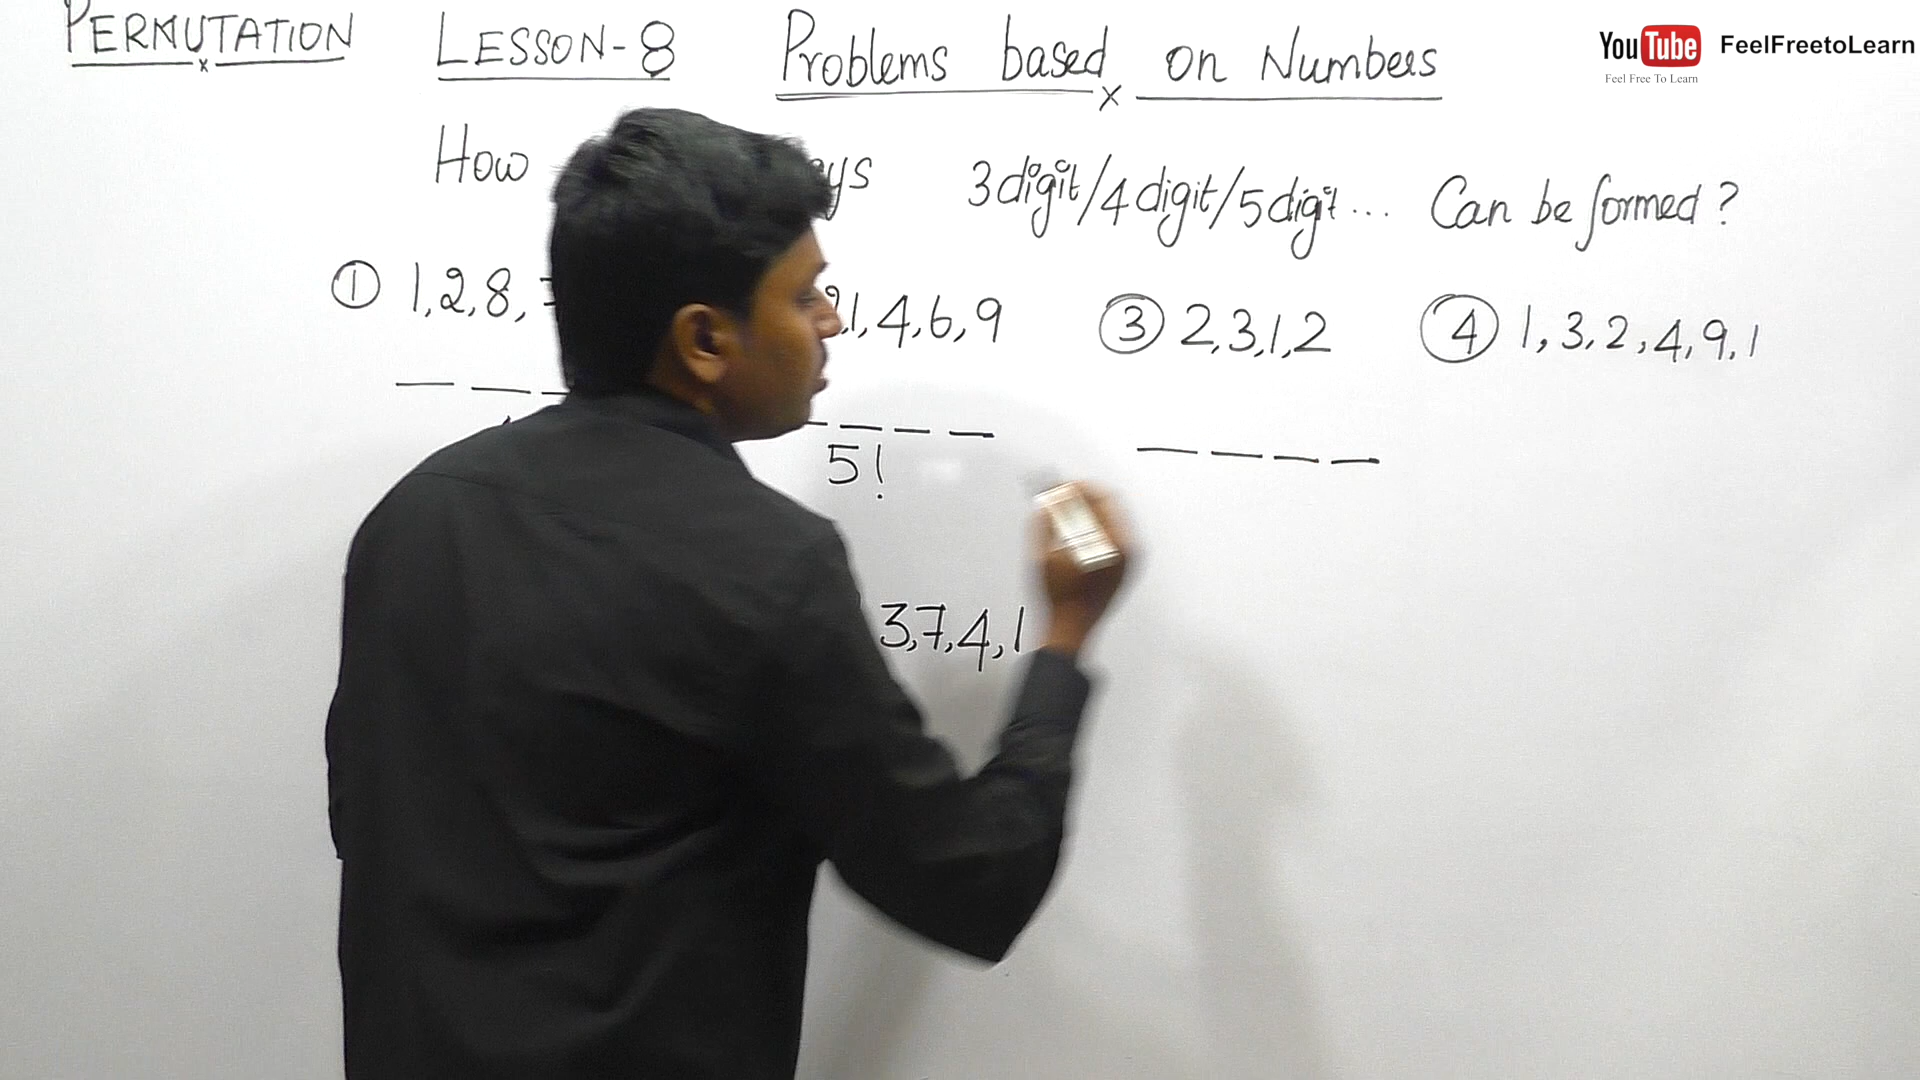 PERMUTATION LESSON-8 Problems based on Numbers
YouTube FeelFreetoLearn
Feel Free To Learn
How ys 3digit/4digit/5digit... Can be formed?
① 1,2,8, 1,4,6,9 ③ 2,3,1,2 ④ 1,3,2,4,9,1
5!
3,7,4,1